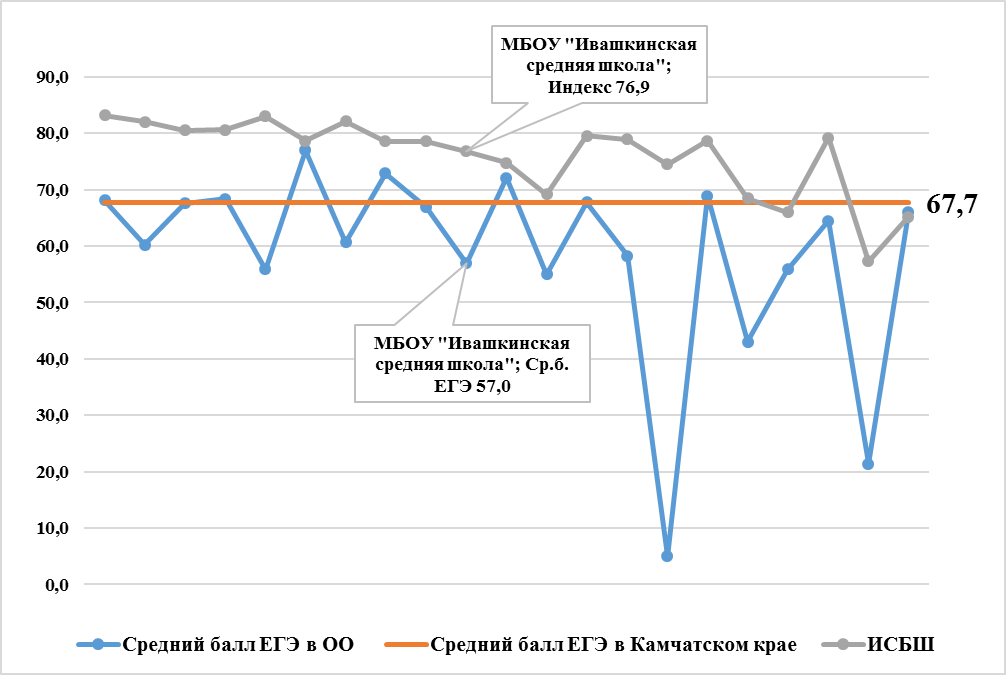 МБОУ "Ивашкинская
средняя школа";
Индекс 76,9
90,0
80,0
70,0
60,0
50,0
40,0
30,0
20,0
10,0
0,0
67,7
МБОУ "Ивашкинская
средняя школа"; Ср.б.
ЕГЭ 57,0
Средний балл ЕГЭ в ОО
Средний балл ЕГЭ в Камчатском крае
ИСБШ